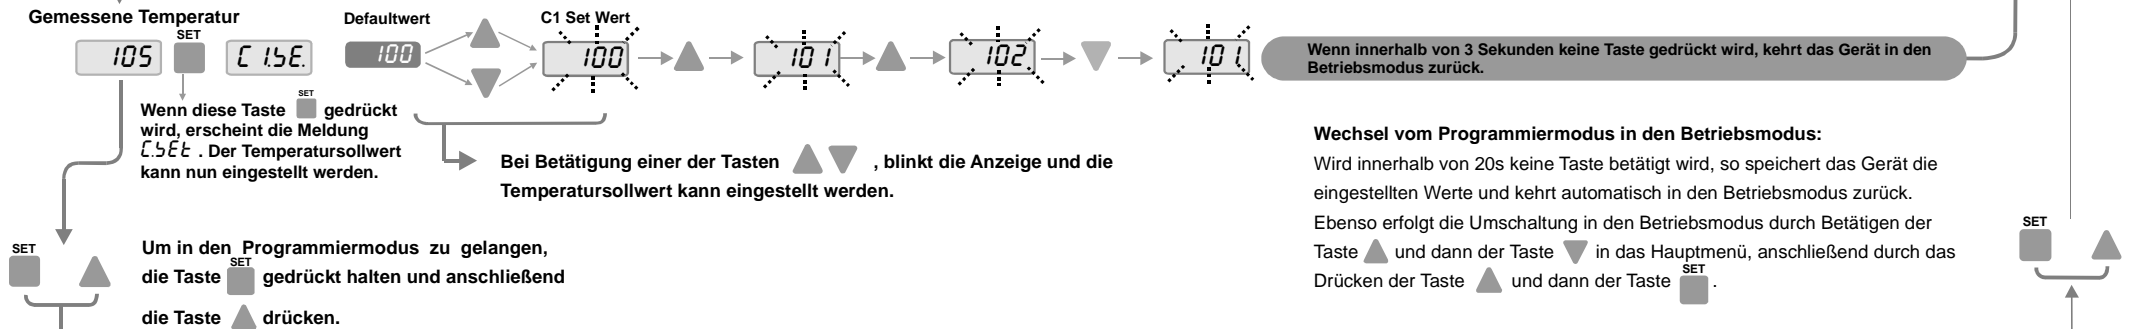 Gemessene Temperatur
SET
Defaultwert
C1 Set Wert
105
C 1.SE.
100
100
101
102
101
Wenn innerhalb von 3 Sekunden keine Taste gedrückt wird, kehrt das Gerät in den
Betriebsmodus zurück.
SET
Wenn diese Taste gedrückt
wird, erscheint die Meldung
C.SEt . Der Temperatursollwert
kann nun eingestellt werden.
Bei Betätigung einer der Tasten , blinkt die Anzeige und die
Temperatursollwert kann eingestellt werden.
Wechsel vom Programmiermodus in den Betriebsmodus:
Wird innerhalb von 20s keine Taste betätigt wird, so speichert das Gerät die
eingestellten Werte und kehrt automatisch in den Betriebsmodus zurück.
Ebenso erfolgt die Umschaltung in den Betriebsmodus durch Betätigen der
Taste und dann der Taste in das Hauptmenü, anschließend durch das
Drücken der Taste und dann der Taste SET .
SET
Um in den Programmiermodus zu gelangen,
die Taste SET gedrückt halten und anschließend
die Taste drücken.
SET